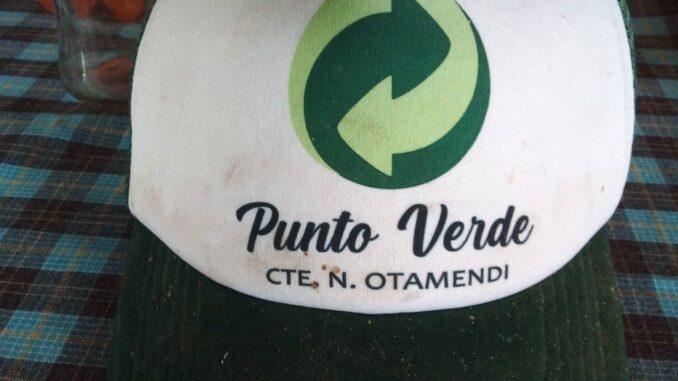 Punto Verde
CTE. N. OTAMENDI